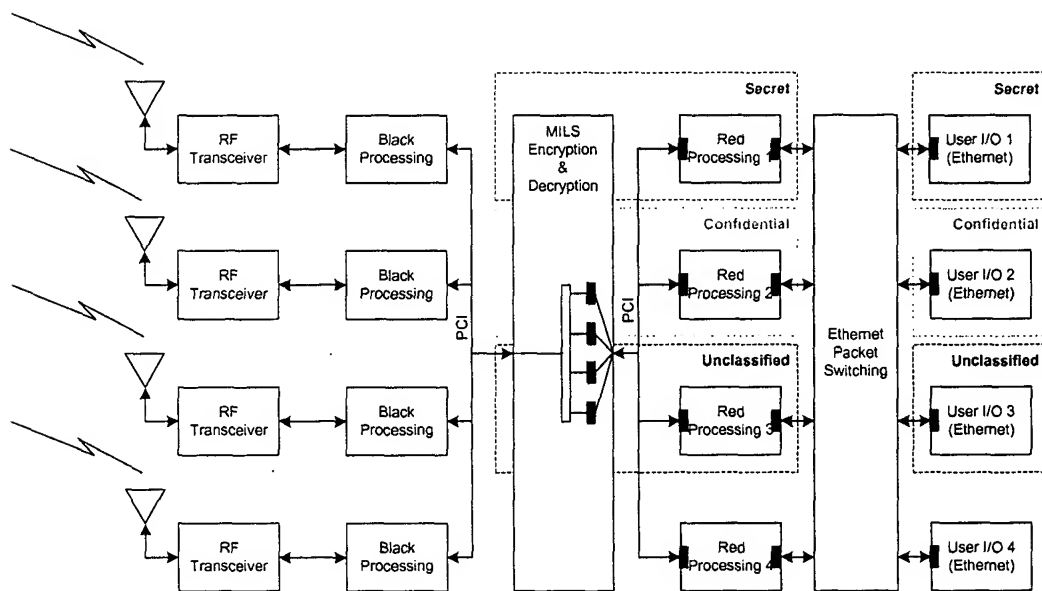 Secret
Secret
RF
Transceiver
Black
Processing
MILS
Encryption
&
Decryption
Red
Processing 1
User I/O 1
(Ethernet)
Confidential
Confidential
RF
Transceiver
Black
Processing
Red
Processing 2
User I/O 2
(Ethernet)
PCI
PCI
Ethernet
Packet
Switching
Unclassified
Unclassified
RF
Transceiver
Black
Processing
Red
Processing 3
User I/O 3
(Ethernet)
RF
Transceiver
Black
Processing
Red
Processing 4
User I/O 4
(Ethernet)